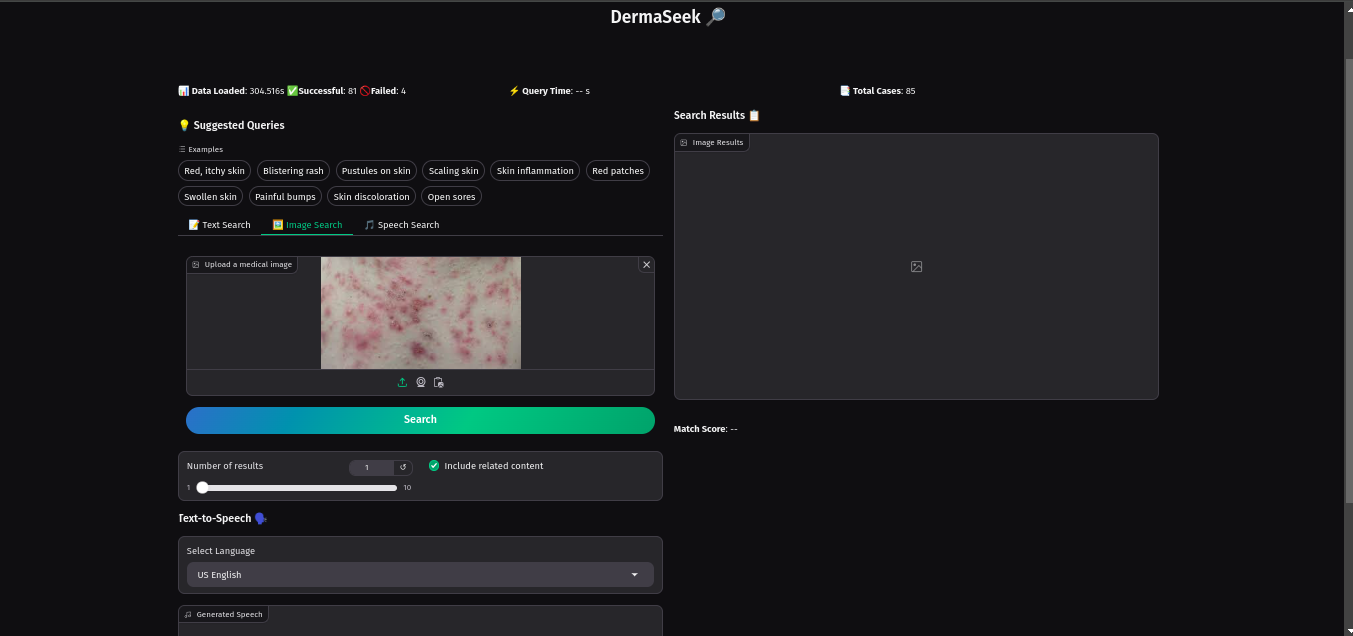 DermaSeek 🔎
📊 Data Loaded: 304.516s ✅Successful: 81 🚫Failed: 4
⚡ Query Time: -- s
📑 Total Cases: 85
💡 Suggested Queries
Examples
Red, itchy skin
Blistering rash
Pustules on skin
Scaling skin
Skin inflammation
Red patches
Swollen skin
Painful bumps
Skin discoloration
Open sores
📝 Text Search
🖼️ Image Search
🎵 Speech Search
Upload a medical image
Search
Number of results
1
Include related content
1
10
Text-to-Speech 🗣️
Select Language
US English
Generated Speech
Search Results 📋
Image Results
Match Score: --